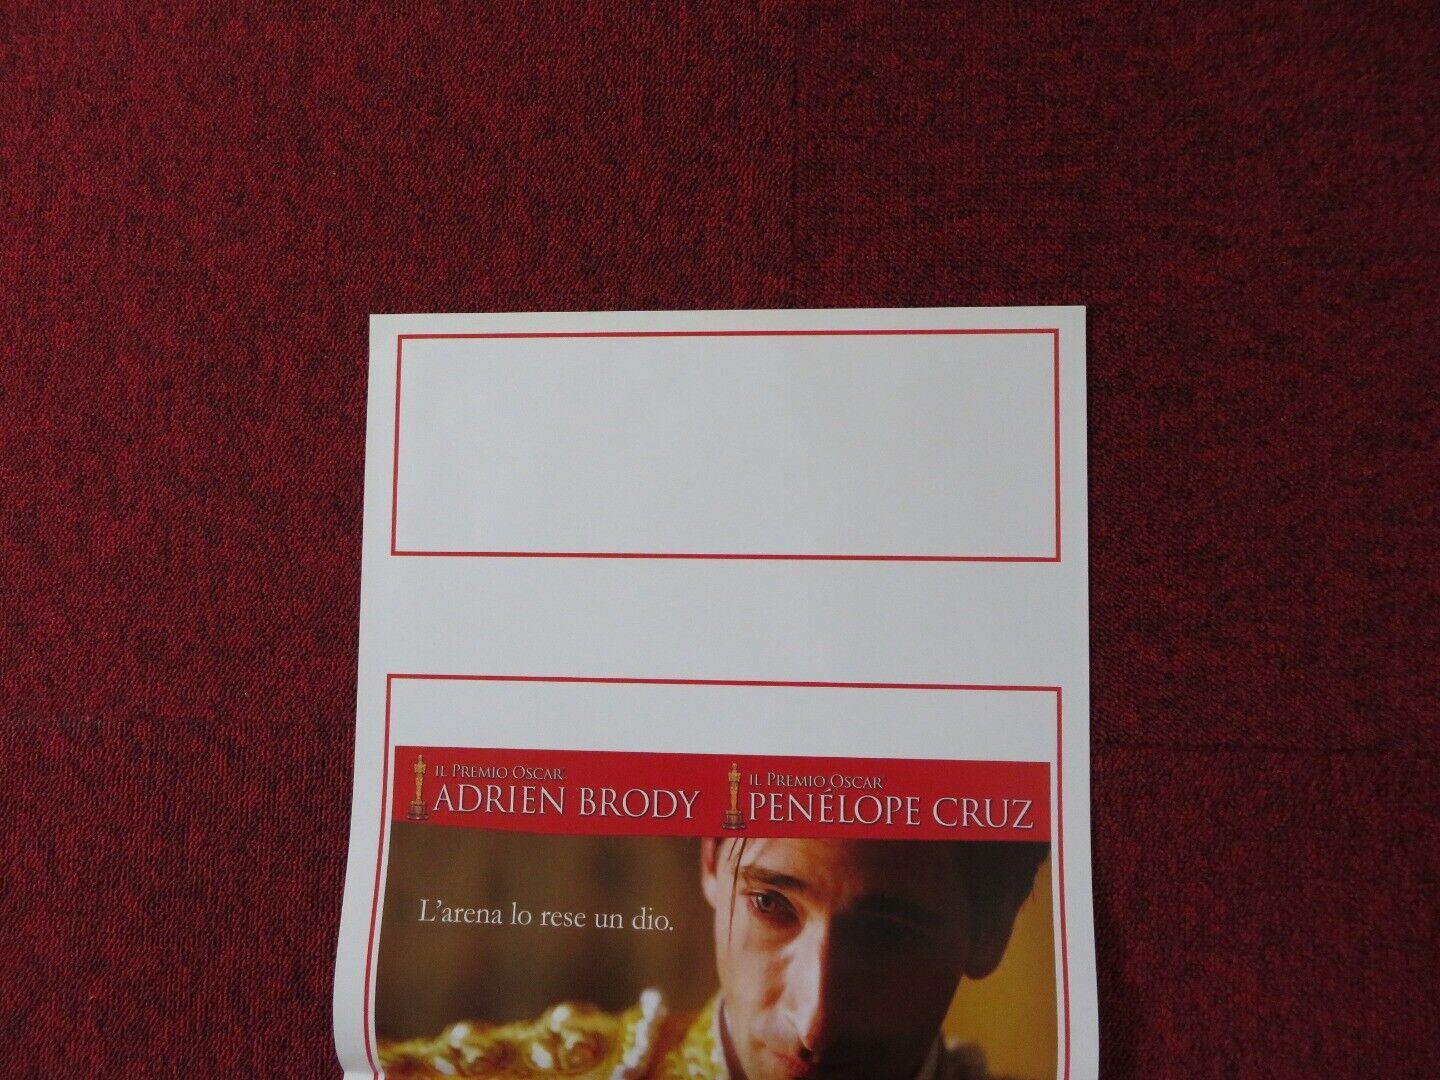 IL PREMIO OSCAR®
ADRIEN BRODY
IL PREMIO OSCAR®
PENÉLOPE CRUZ
L'arena lo rese un dio.